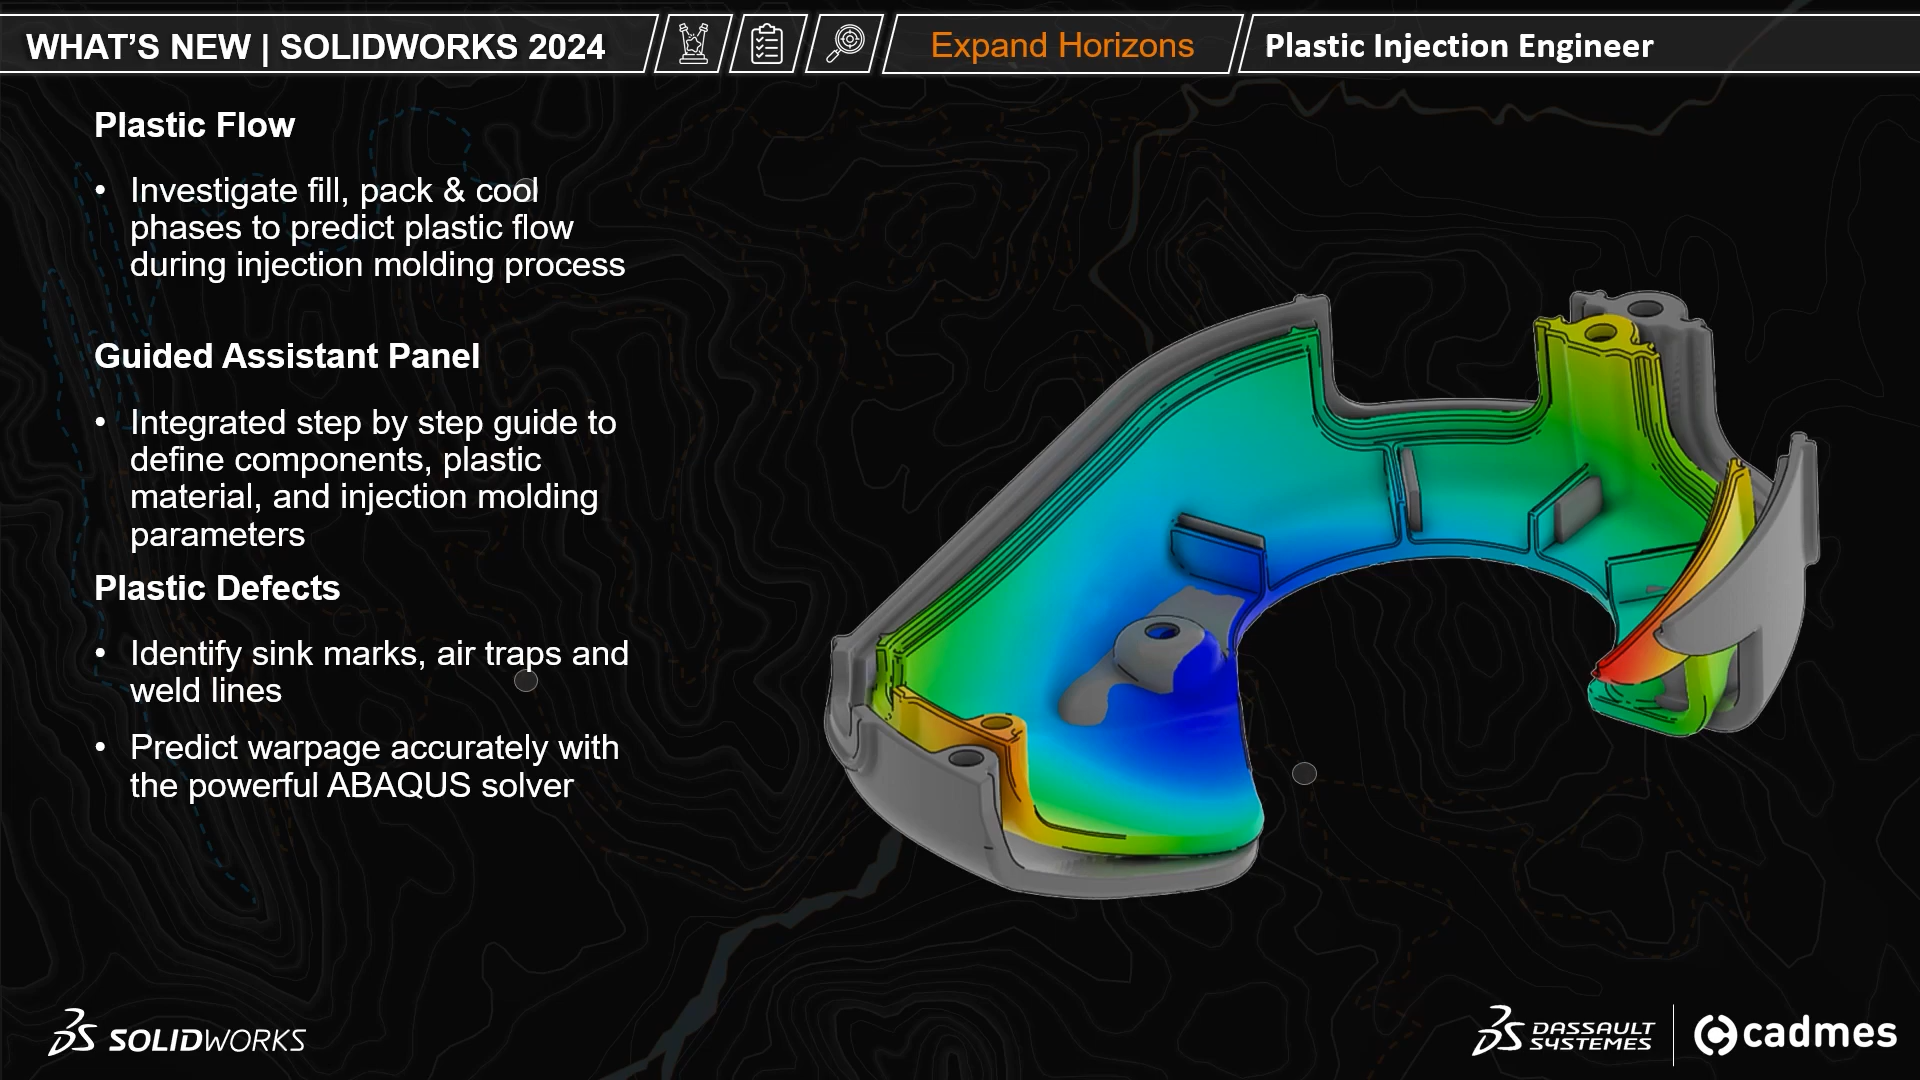 WHAT’S NEW | SOLIDWORKS 2024
Expand Horizons
Plastic Injection Engineer
Plastic Flow
• Investigate fill, pack & cool
phases to predict plastic flow
during injection molding process
Guided Assistant Panel
• Integrated step by step guide to
define components, plastic
material, and injection molding
parameters
Plastic Defects
• Identify sink marks, air traps and
weld lines
• Predict warpage accurately with
the powerful ABAQUS solver
SOLIDWORKS
DASSAULT
SYSTEMES
cadmes